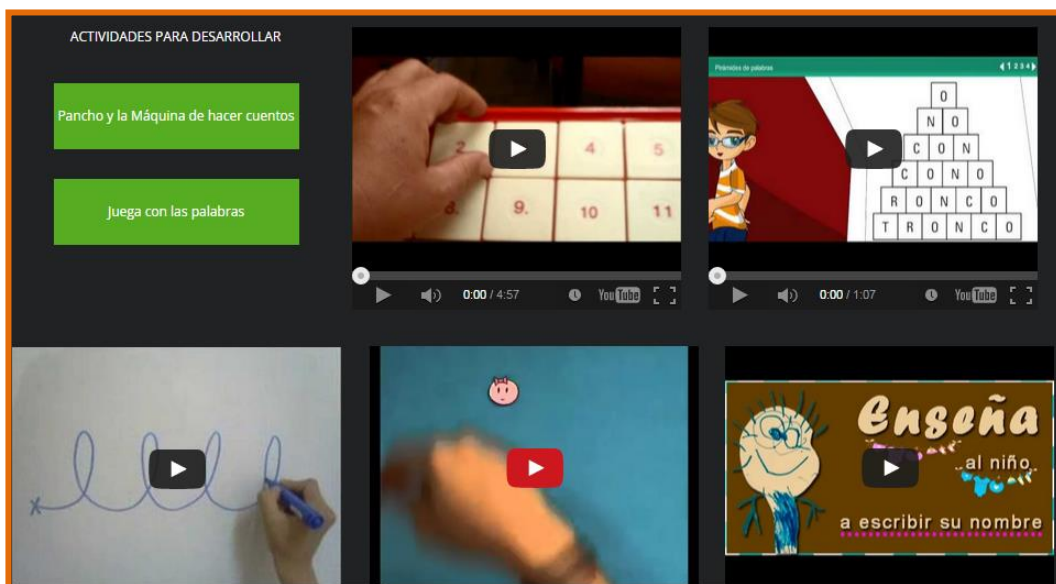 ACTIVIDADES PARA DESARROLLAR
Pancho y la Máquina de hacer cuentos
Juega con las palabras
2 4 5
8. 9. 10 11
0:00 / 4:57
YouTube
Pirámides de palabras
1 2 3 4
O
N O
C O N
C O N O
R O N C O
T R O N C O
0:00 / 1:07
YouTube
Enseña
al niño
a escribir su nombre